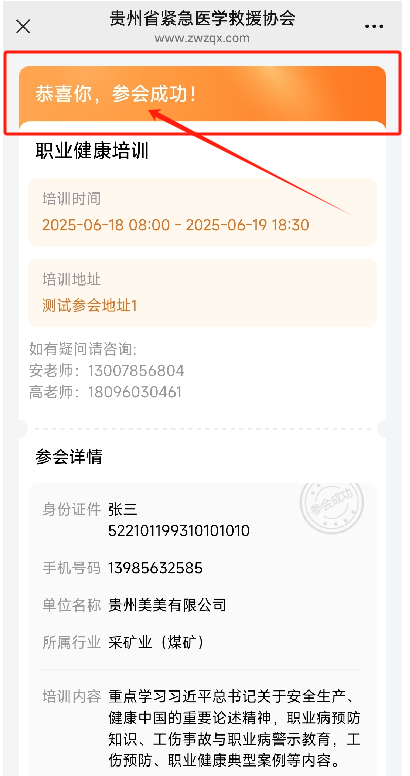 贵州省紧急医学救援协会
www.zwzqx.com
恭喜你，参会成功！
职业健康培训
培训时间
2025-06-18 08:00 - 2025-06-19 18:30
培训地址
测试参会地址1
如有疑问请咨询：
安老师：13007856804
高老师：18096030461
参会详情
参会成功
身份证件 张三
522101199310101010
手机号码 13985632585
单位名称 贵州美美有限公司
所属行业 采矿业（煤矿）
培训内容 重点学习习近平总书记关于安全生产、
健康中国的重要论述精神，职业病预防
知识、工伤事故与职业病警示教育，工
伤预防、职业健康典型案例等内容。